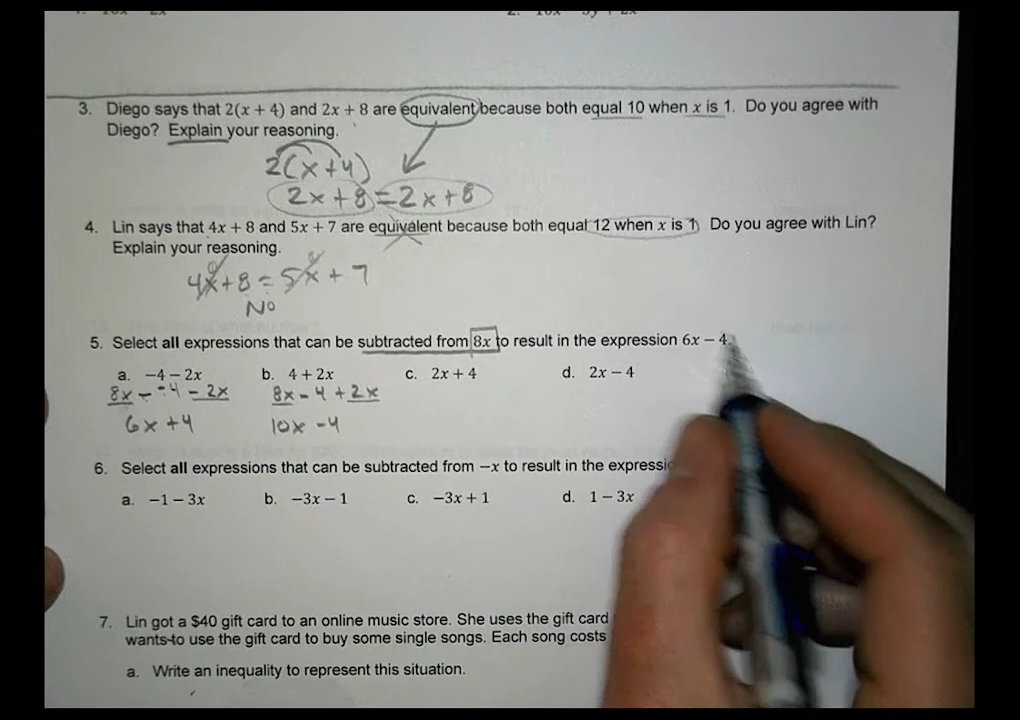 3. Diego says that 2(x + 4) and 2x + 8 are equivalent because both equal 10 when x is 1. Do you agree with
Diego? Explain your reasoning.
2(x+4)
2x+8=2x+8
4. Lin says that 4x + 8 and 5x + 7 are equivalent because both equal 12 when x is 1. Do you agree with Lin?
Explain your reasoning.
4x+8=5x+7
No
5. Select all expressions that can be subtracted from 8x to result in the expression 6x – 4.
a. −4 – 2x b. 4 + 2x c. 2x + 4 d. 2x – 4
8x - -4 - 2x 8x - 4 + 2x
6x +4 10x -4
6. Select all expressions that can be subtracted from −x to result in the
a. −1 – 3x b. −3x – 1 c. −3x + 1 d. 1 – 3x
7. Lin got a $40 gift card to an online music store. She uses the gift card
wants to use the gift card to buy some single songs. Each song costs
a. Write an inequality to represent this situation.